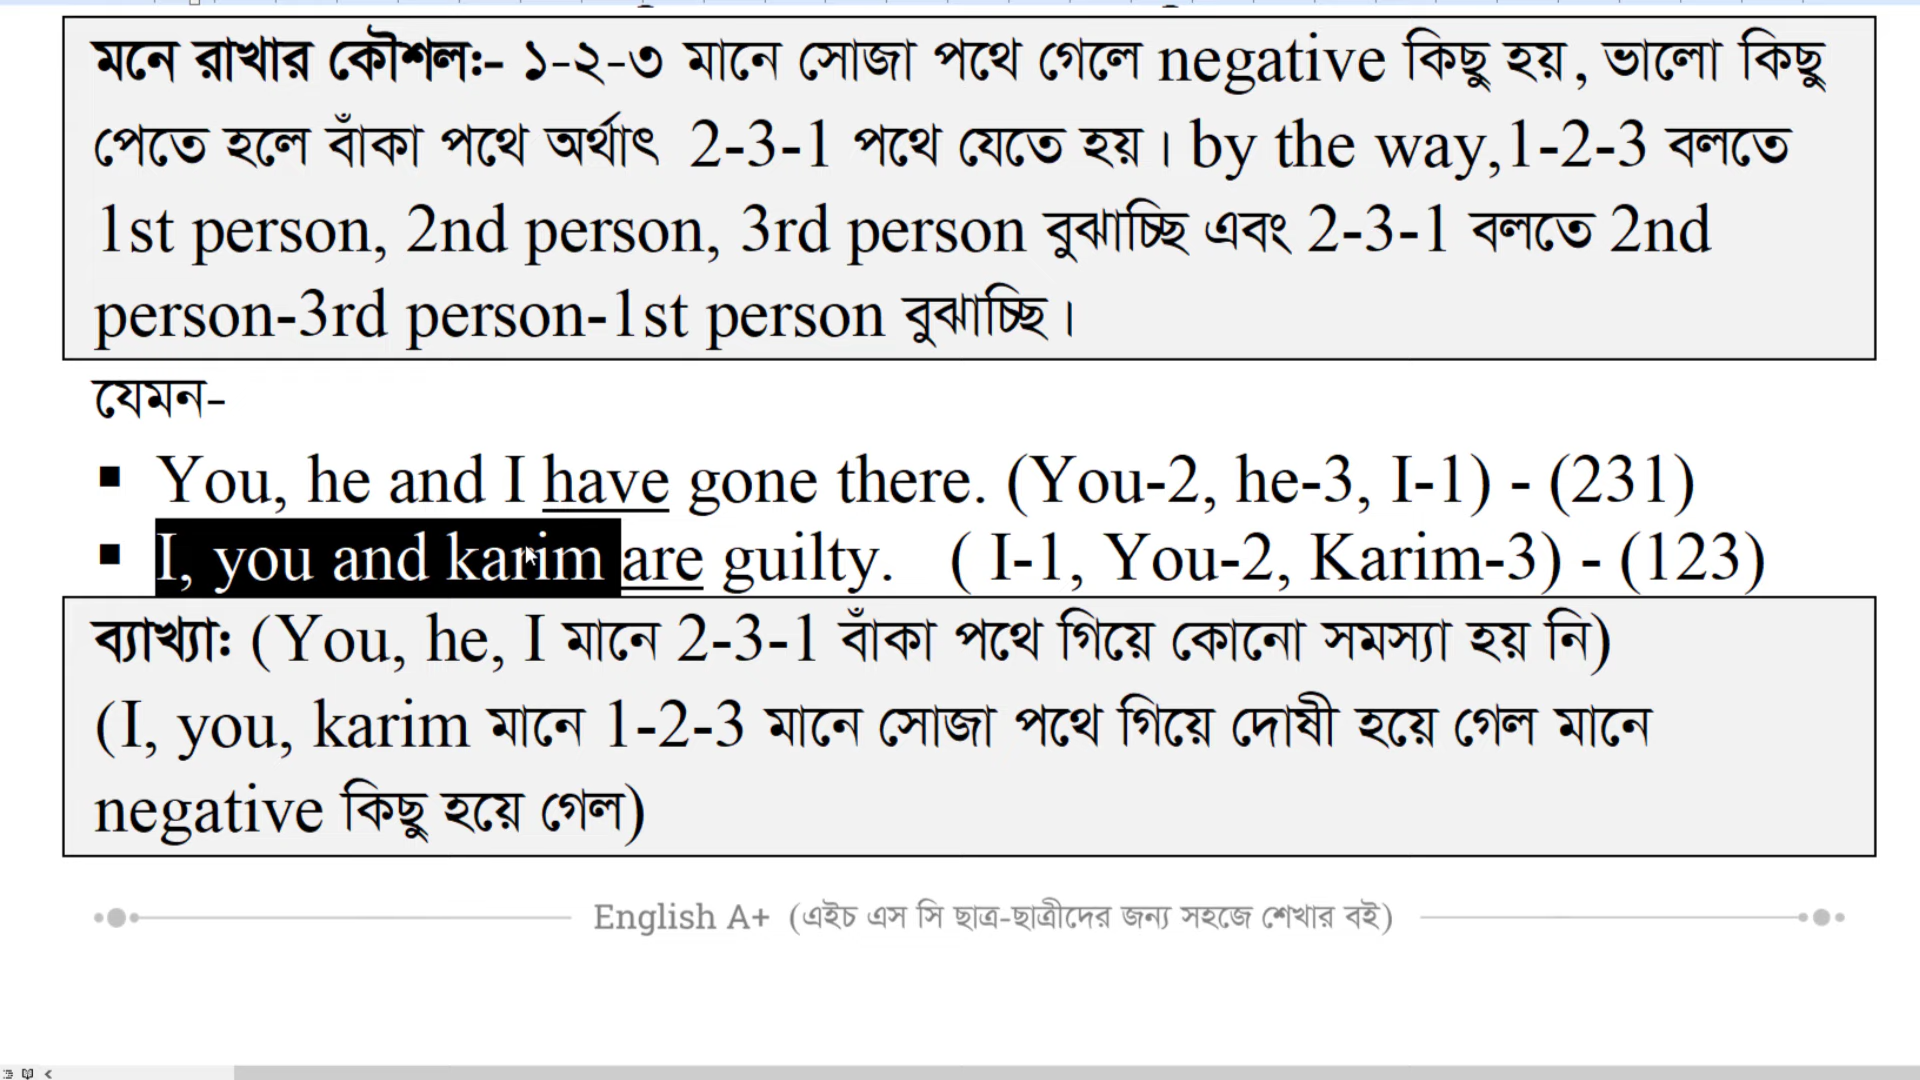 মনে রাখার কৌশল:- ১-২-৩ মানে সোজা পথে গেলে negative কিছু হয়, ভালো কিছু
পেতে হলে বাঁকা পথে অর্থাৎ 2-3-1 পথে যেতে হয়। by the way,1-2-3 বলতে
1st person, 2nd person, 3rd person বুঝাচ্ছি এবং 2-3-1 বলতে 2nd
person-3rd person-1st person বুঝাচ্ছি।
যেমন-
▪ You, he and I have gone there. (You-2, he-3, I-1) - (231)
▪ I, you and karim are guilty. ( I-1, You-2, Karim-3) - (123)
ব্যাখ্যাঃ (You, he, I মানে 2-3-1 বাঁকা পথে গিয়ে কোনো সমস্যা হয় নি)
(I, you, karim মানে 1-2-3 মানে সোজা পথে গিয়ে দোষী হয়ে গেল মানে
negative কিছু হয়ে গেল)
English A+ (এইচ এস সি ছাত্র-ছাত্রীদের জন্য সহজে শেখার বই)